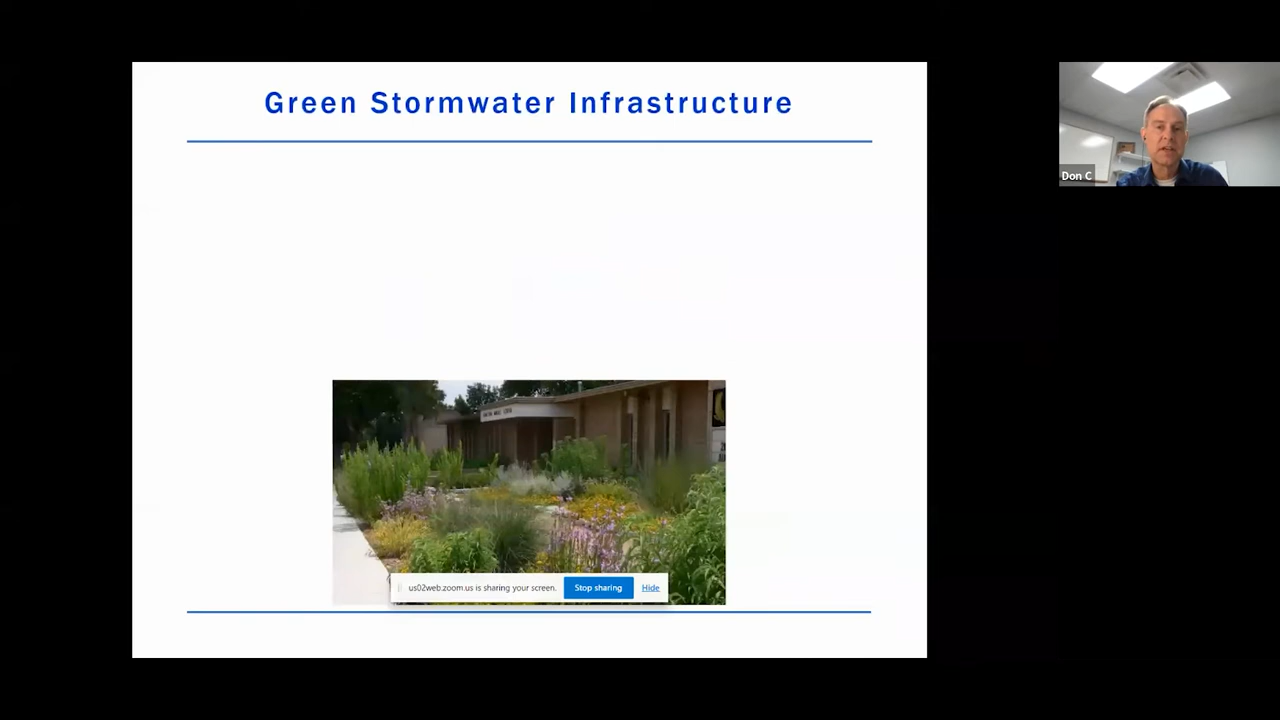 Green Stormwater Infrastructure
Don C
us02web.zoom.us is sharing your screen. Stop sharing Hide